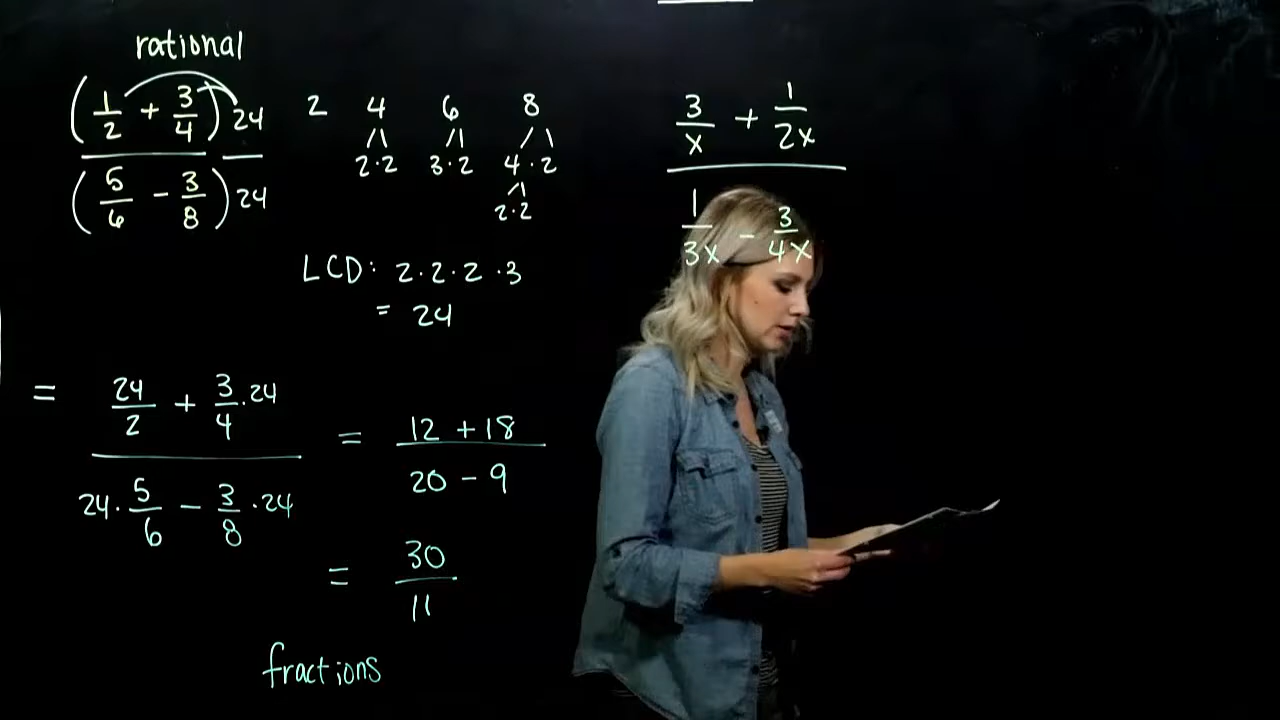 rational
(1/2 + 3/4) 24
(5/6 - 3/8) 24
2 4 6 8
2·2 3·2 4·2
2·2
LCD: 2·2·2·3
= 24
= 24/2 + 3/4·24
24·5/6 - 3/8·24
= 12 + 18
20 - 9
= 30
11
fractions
3/x + 1/2x
1/3x - 3/4x